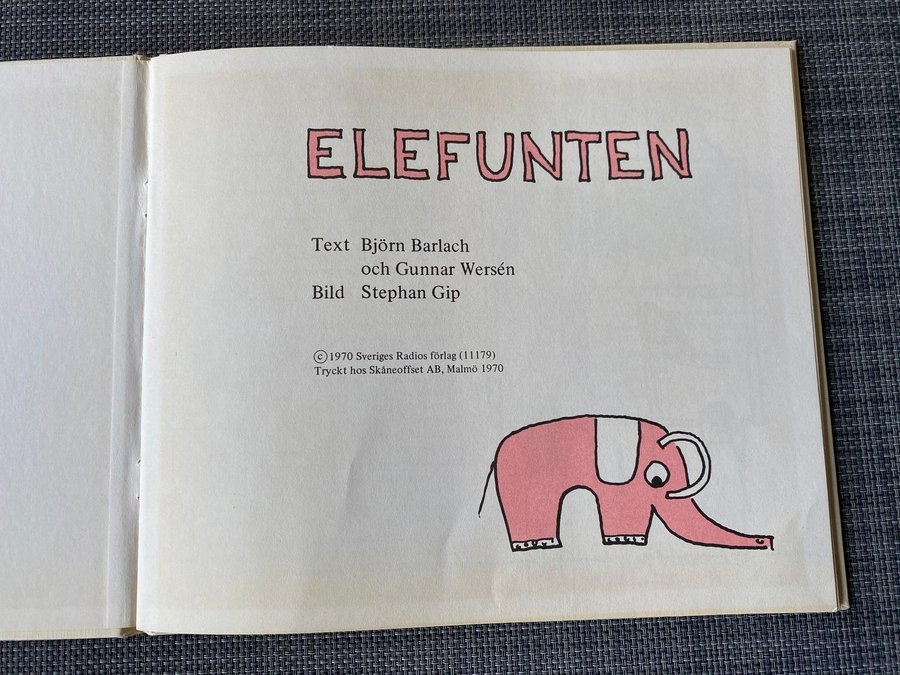 ELEFUNTEN
Text Björn Barlach
och Gunnar Wersén
Bild Stephan Gip
© 1970 Sveriges Radios förlag (11179)
Tryckt hos Skåneoffset AB, Malmö 1970